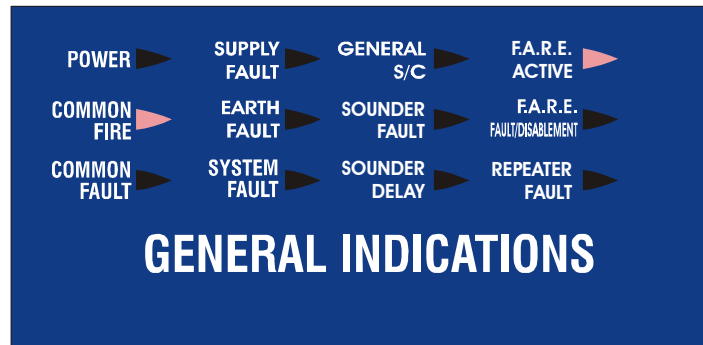 POWER
SUPPLY
FAULT
GENERAL
S/C
F.A.R.E.
ACTIVE
COMMON
FIRE
EARTH
FAULT
SOUNDER
FAULT
F.A.R.E.
FAULT/DISABLEMENT
COMMON
FAULT
SYSTEM
FAULT
SOUNDER
DELAY
REPEATER
FAULT
GENERAL INDICATIONS